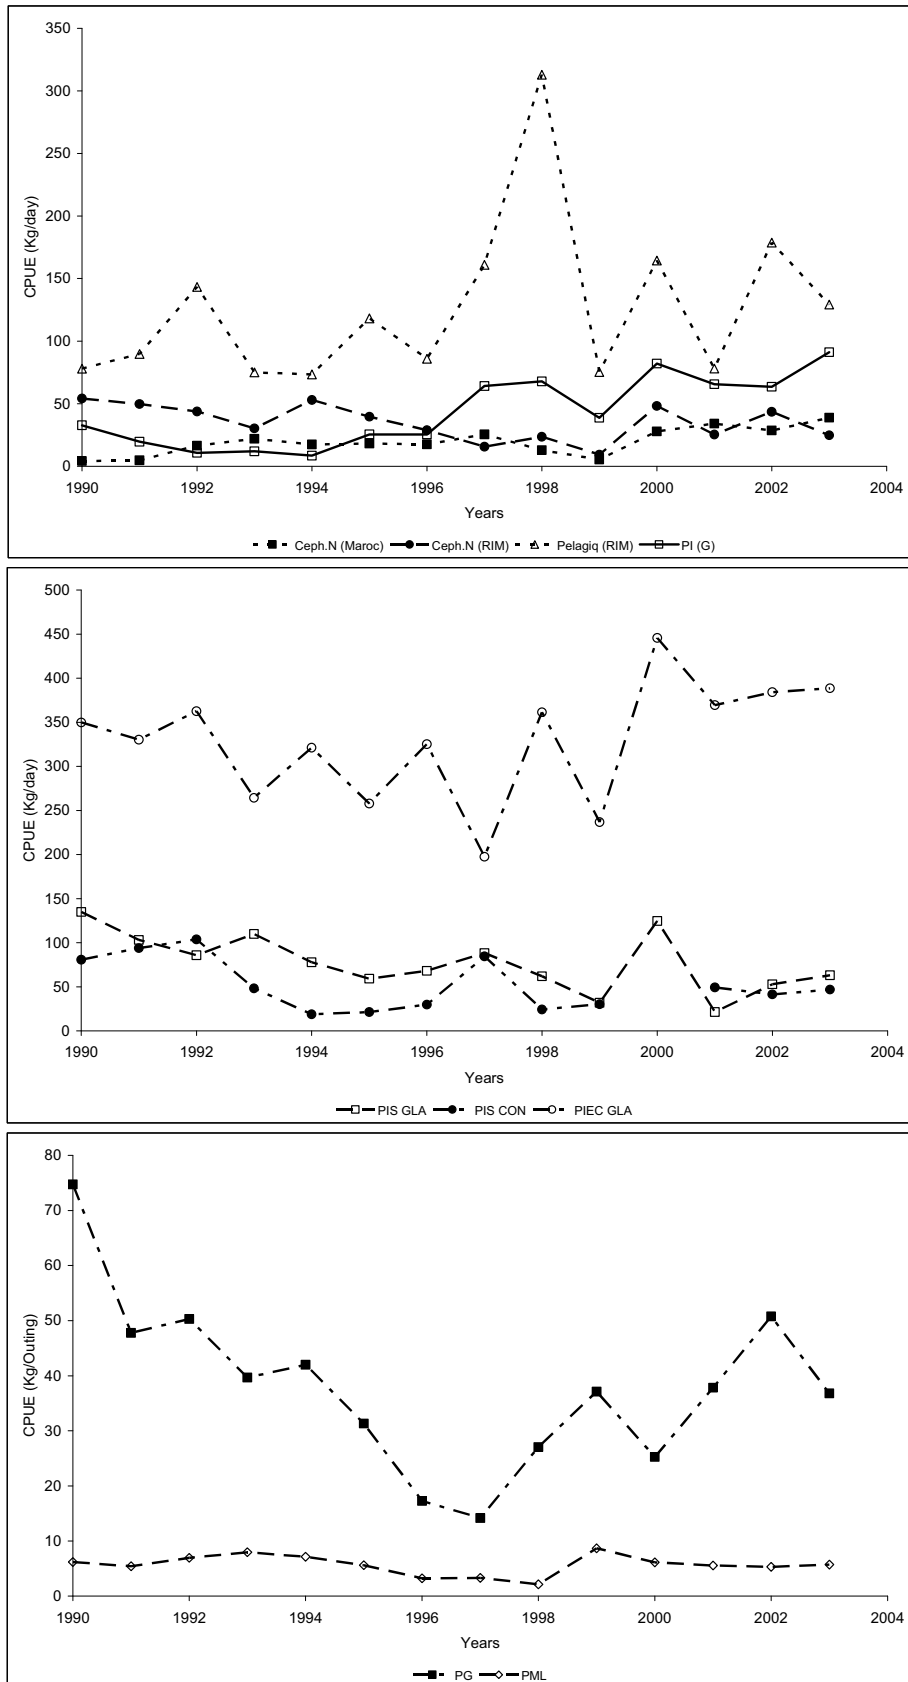 350
300
250
200
150
100
50
0
CPUE (Kg/day)
1990 1992 1994 1996 1998 2000 2002 2004
Years
Ceph.N (Maroc) Ceph.N (RIM) Pelagiq (RIM) PI (G)
500
450
400
350
300
250
200
150
100
50
0
CPUE (Kg/day)
1990 1992 1994 1996 1998 2000 2002 2004
Years
PIS GLA PIS CON PIEC GLA
80
70
60
50
40
30
20
10
0
CPUE (Kg/Outing)
1990 1992 1994 1996 1998 2000 2002 2004
Years
PG PML